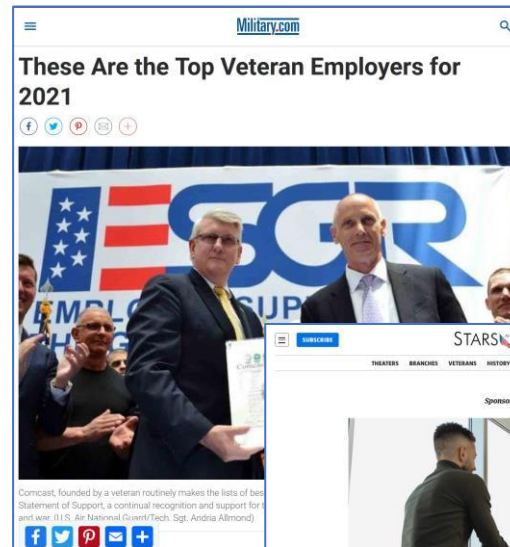 Military.com
These Are the Top Veteran Employers for
2021
ESGR
Comcast, founded by a veteran routinely makes the lists of bes
Statement of Support, a continual recognition and support for t
and war. (U.S. Air National Guard/Tech. Sgt. Andria Allmond)
SUBSCRIBE
STARS
THEATERS BRANCHES VETERANS HISTORY
Sponso